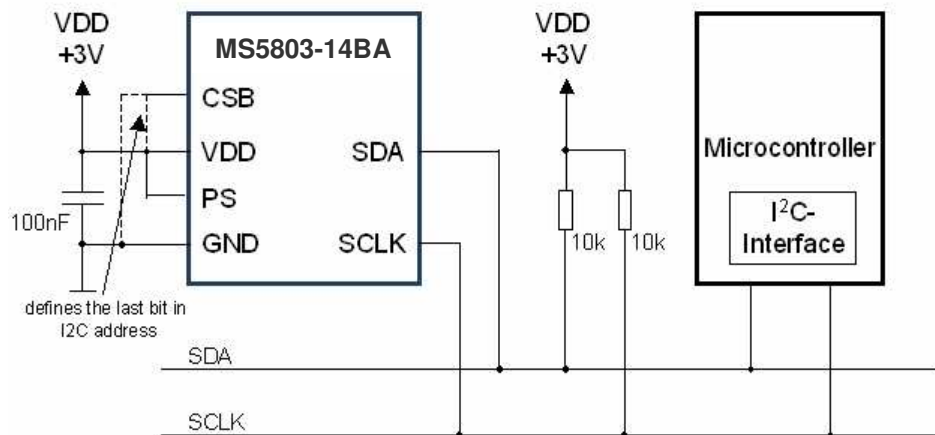 VDD
+3V
MS5803-14BA
CSB
VDD
PS
GND
SDA
SCLK
100nF
defines the last bit in
I2C address
VDD
+3V
10k
10k
Microcontroller
I²C-
Interface
SDA
SCLK